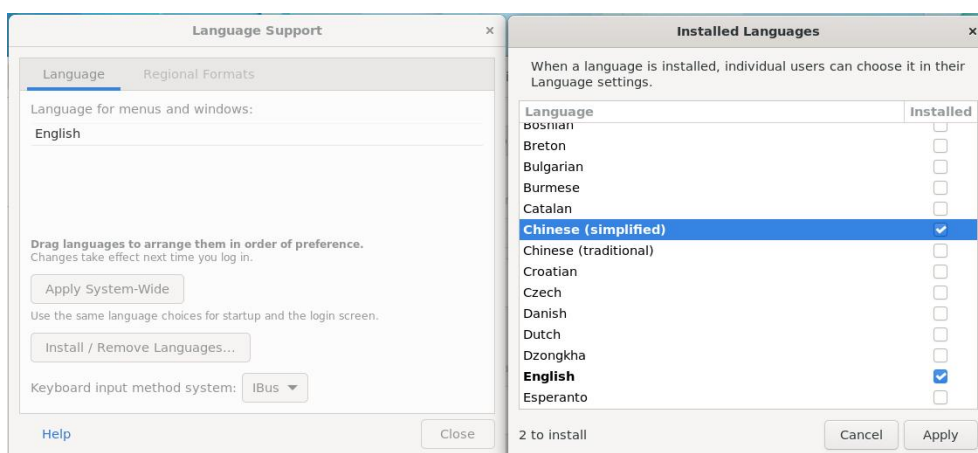 Language Support
×
Language
Regional Formats
Language for menus and windows:
English
Drag languages to arrange them in order of preference.
Changes take effect next time you log in.
Apply System-Wide
Use the same language choices for startup and the login screen.
Install / Remove Languages...
Keyboard input method system: IBus
Help
Close
Installed Languages
×
When a language is installed, individual users can choose it in their
Language settings.
Language Installed
Bosnian
Breton
Bulgarian
Burmese
Catalan
Chinese (simplified)
Chinese (traditional)
Croatian
Czech
Danish
Dutch
Dzongkha
English
Esperanto
2 to install
Cancel
Apply